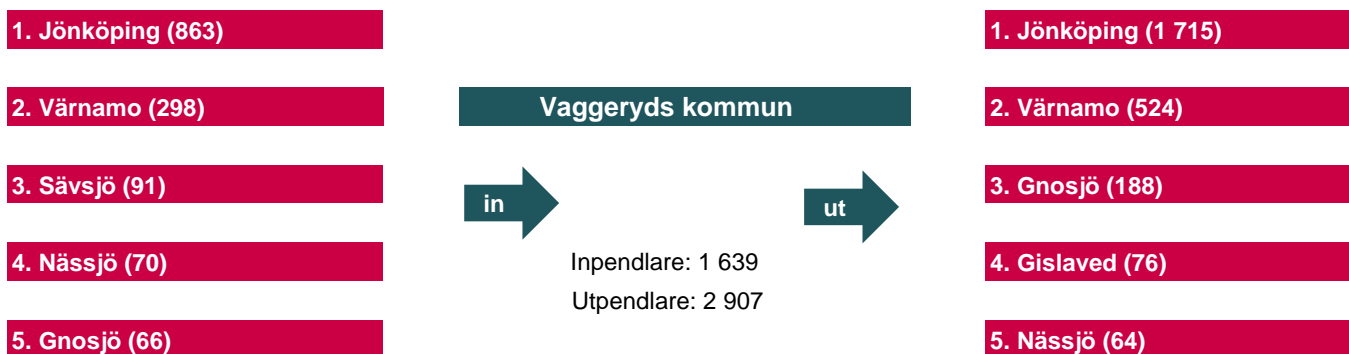 1. Jönköping (863)
2. Värnamo (298)
3. Sävsjö (91)
4. Nässjö (70)
5. Gnosjö (66)
Vaggeryds kommun
in
ut
Inpendlare: 1 639
Utpendlare: 2 907
1. Jönköping (1 715)
2. Värnamo (524)
3. Gnosjö (188)
4. Gislaved (76)
5. Nässjö (64)